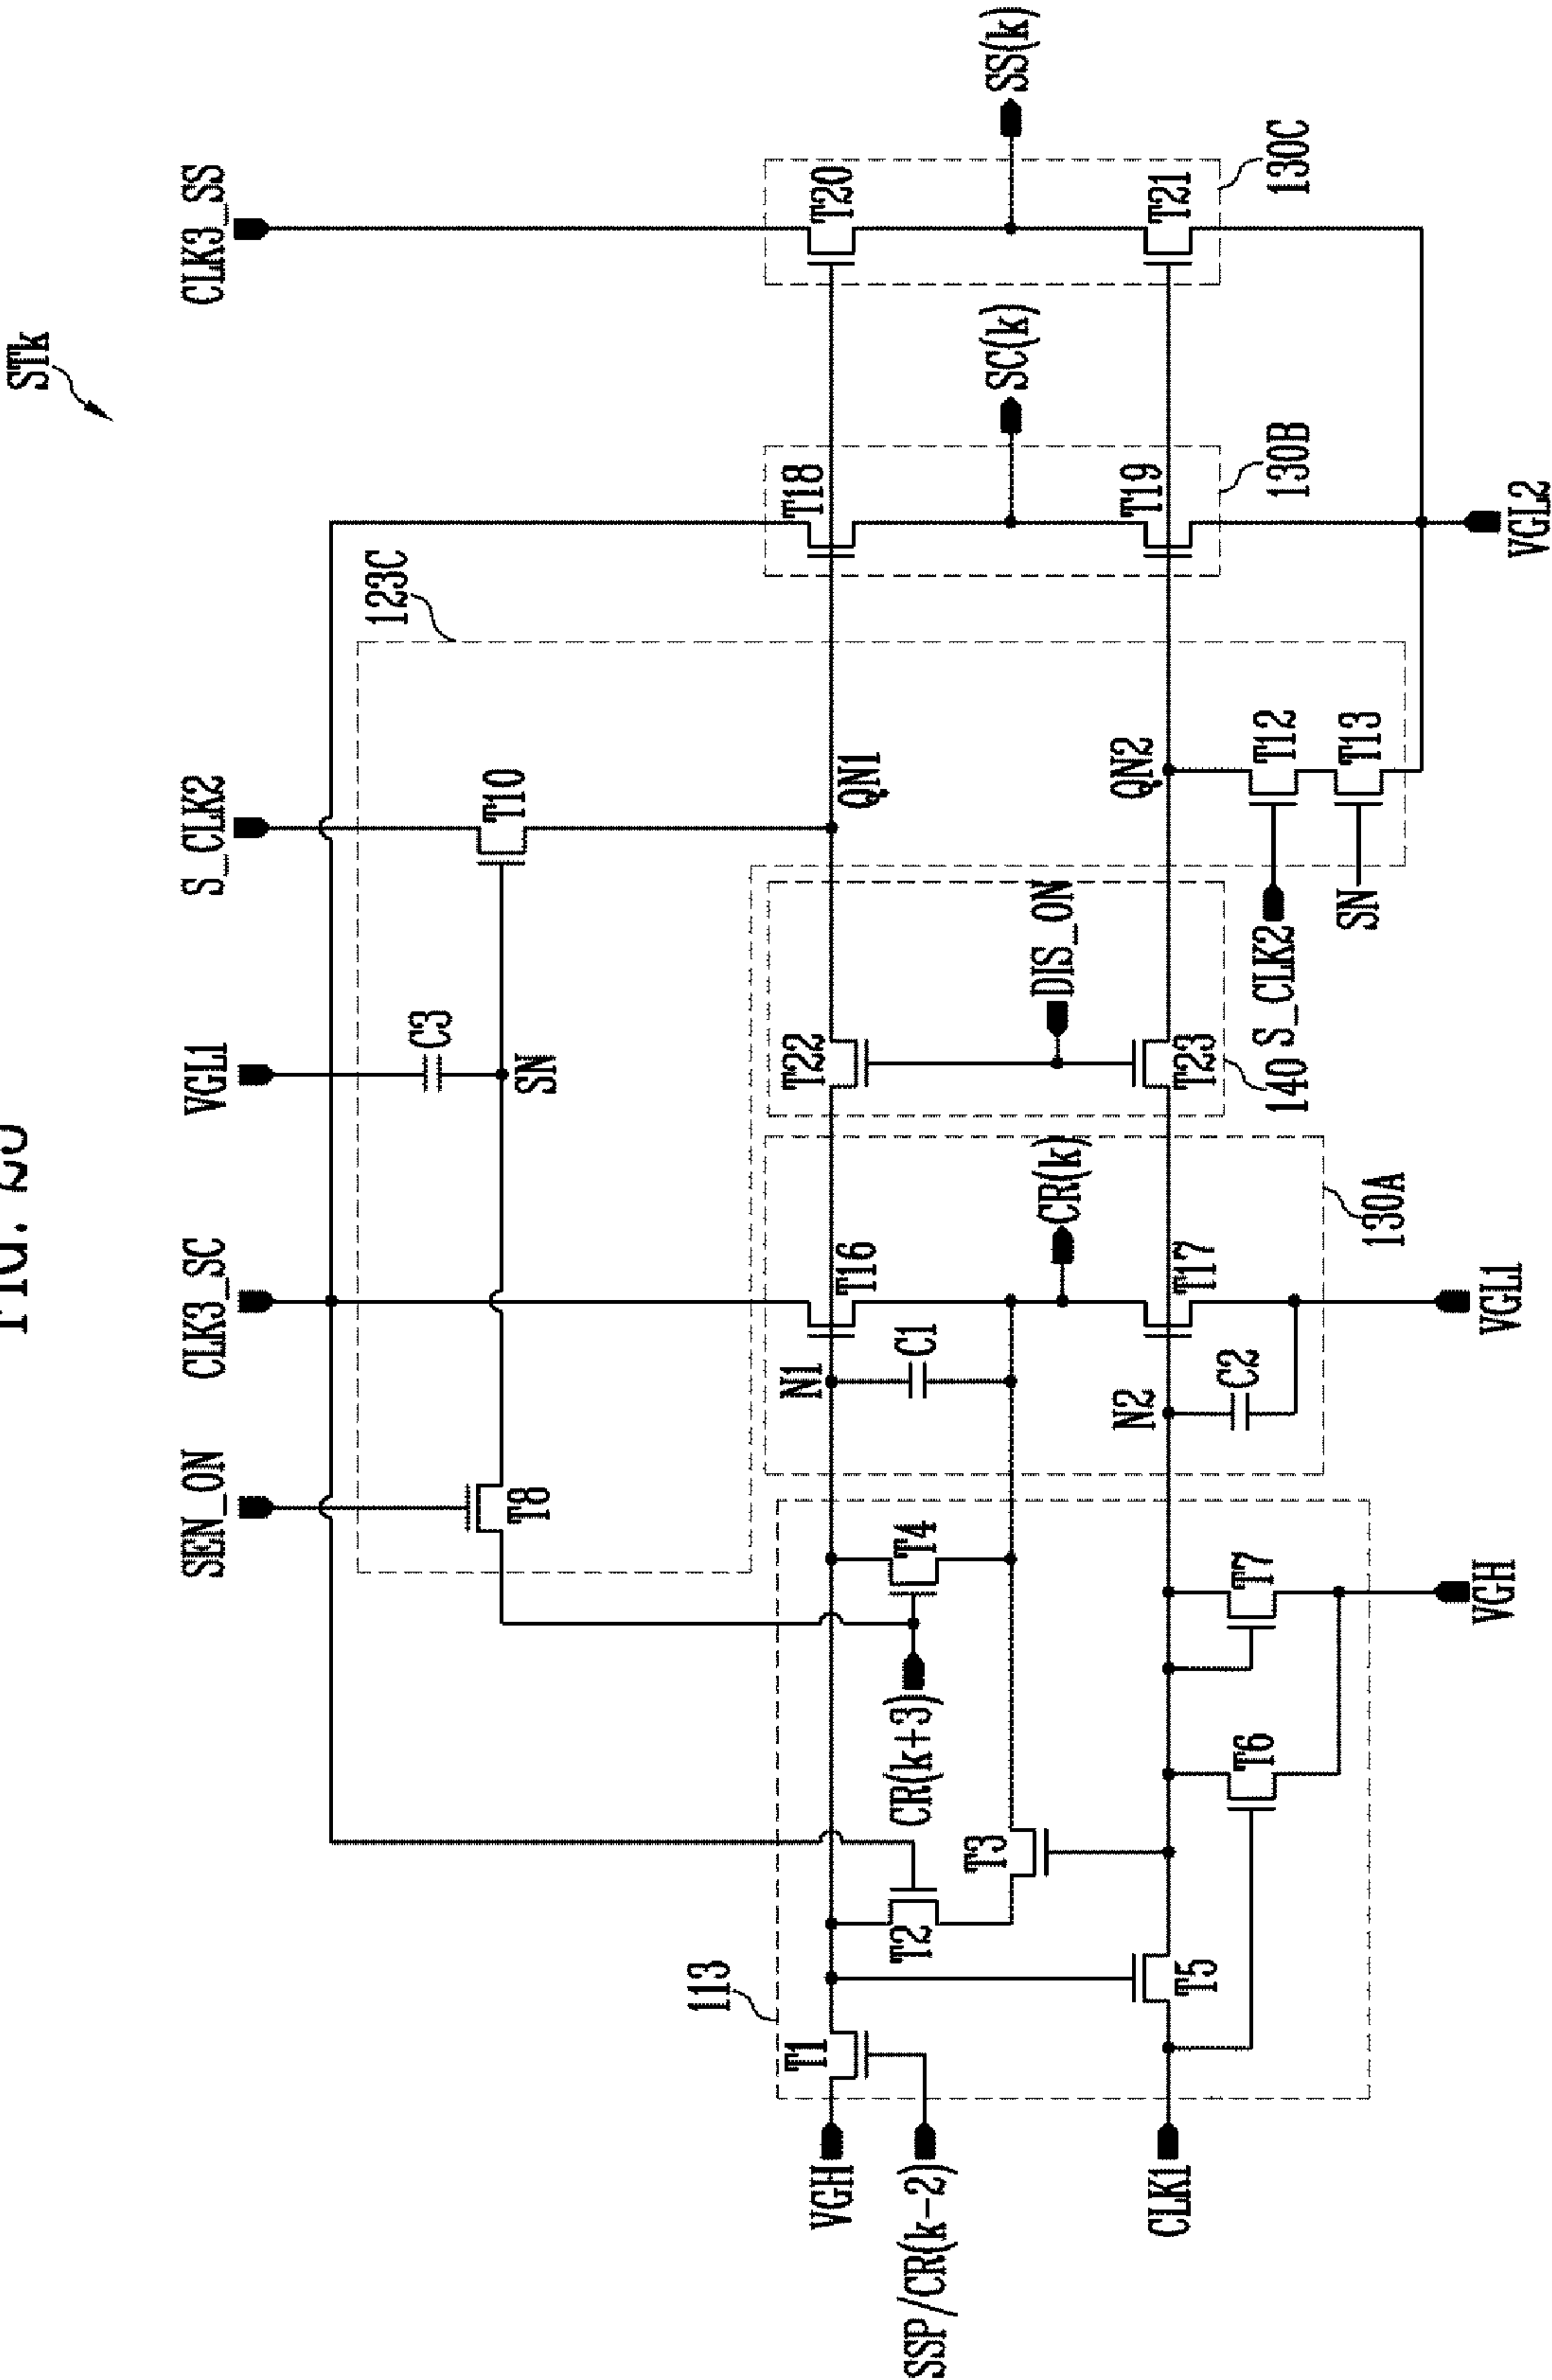 STk
CLK3_SS
S_CLK2
VGL1
CLK3_SC
SEN_ON
123C
T10
C3
SN
T8
113
VGH
T1
SSP/CR(k-2)
CLK1
T2
T3
T4
CR(k+3)
T5
T6
T7
VGH
N1
T16
C1
CR(k)
N2
T17
C2
130A
VGL1
T22
DIS_ON
T23
140
QN1
QN2
T12
T13
S_CLK2
SN
T18
SC(k)
T19
130B
VGL2
T20
SS(k)
T21
130C